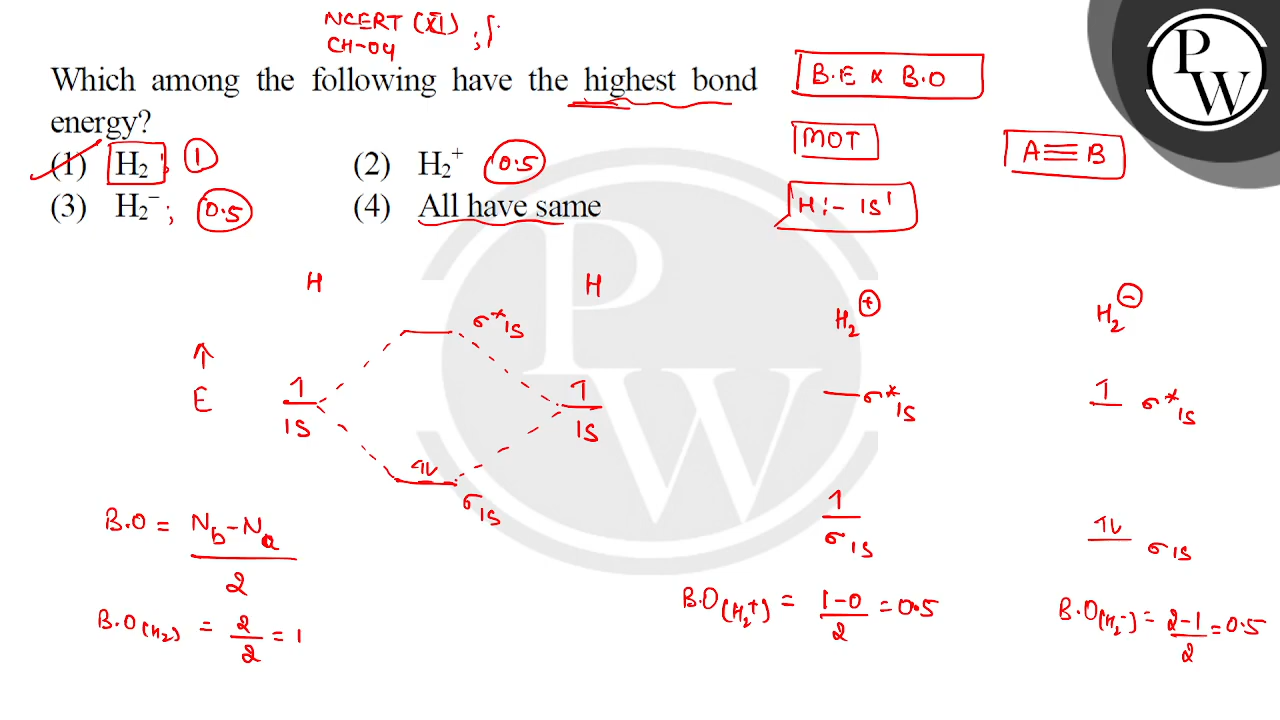 NCERT (XI) ;
CH-04
Which among the following have the highest bond
energy?
(1) H₂ ; 1 (2) H₂⁺ 0.5
(3) H₂⁻ ; 0.5 (4) All have same
B.E ∝ B.O
MOT
A≡B
H:- 1s¹
PW
H H
H₂⁺
H₂⁻
σ*1s
↑
E
1 1s
1 1s
σ*1s
1 σ*1s
⥮ σ1s
1 σ1s
⥮ σ1s
B.O = (N_b - N_a)/2
B.O(H₂) = 2/2 = 1
B.O(H₂⁺) = (1-0)/2 = 0.5
B.O(H₂⁻) = (2-1)/2 = 0.5